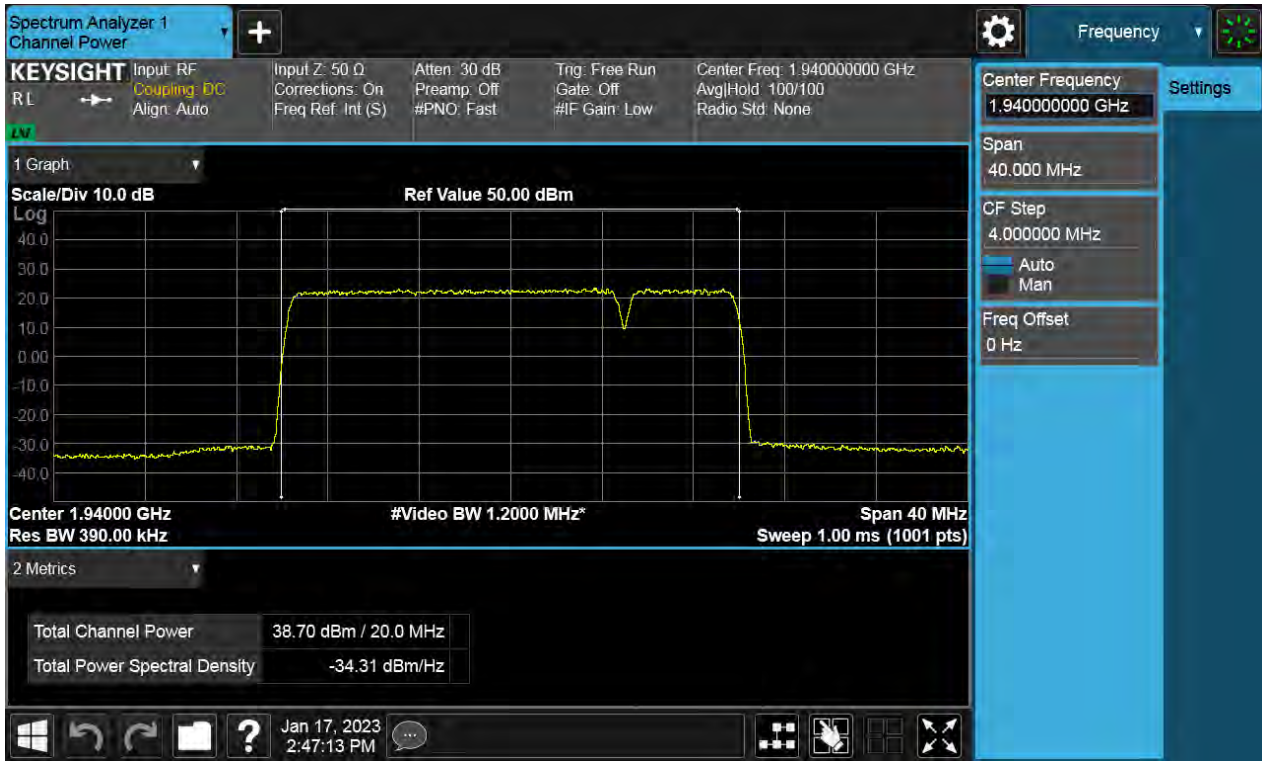 Spectrum Analyzer 1
Channel Power
+
Frequency
KEYSIGHT
RL
Input: RF
Coupling: DC
Align: Auto
Input Z: 50 Ω
Corrections: On
Freq Ref: Int (S)
Atten: 30 dB
Preamp: Off
#PNO: Fast
Trig: Free Run
Gate: Off
#IF Gain: Low
Center Freq: 1.940000000 GHz
Avg|Hold: 100/100
Radio Std: None
1 Graph
Scale/Div 10.0 dB
Ref Value 50.00 dBm
Log
40.0
30.0
20.0
10.0
0.00
-10.0
-20.0
-30.0
-40.0
Center 1.94000 GHz
#Video BW 1.2000 MHz*
Span 40 MHz
Res BW 390.00 kHz
Sweep 1.00 ms (1001 pts)
2 Metrics
Total Channel Power 38.70 dBm / 20.0 MHz
Total Power Spectral Density -34.31 dBm/Hz
?
Jan 17, 2023
2:47:13 PM
Center Frequency
1.940000000 GHz
Settings
Span
40.000 MHz
CF Step
4.000000 MHz
Auto
Man
Freq Offset
0 Hz